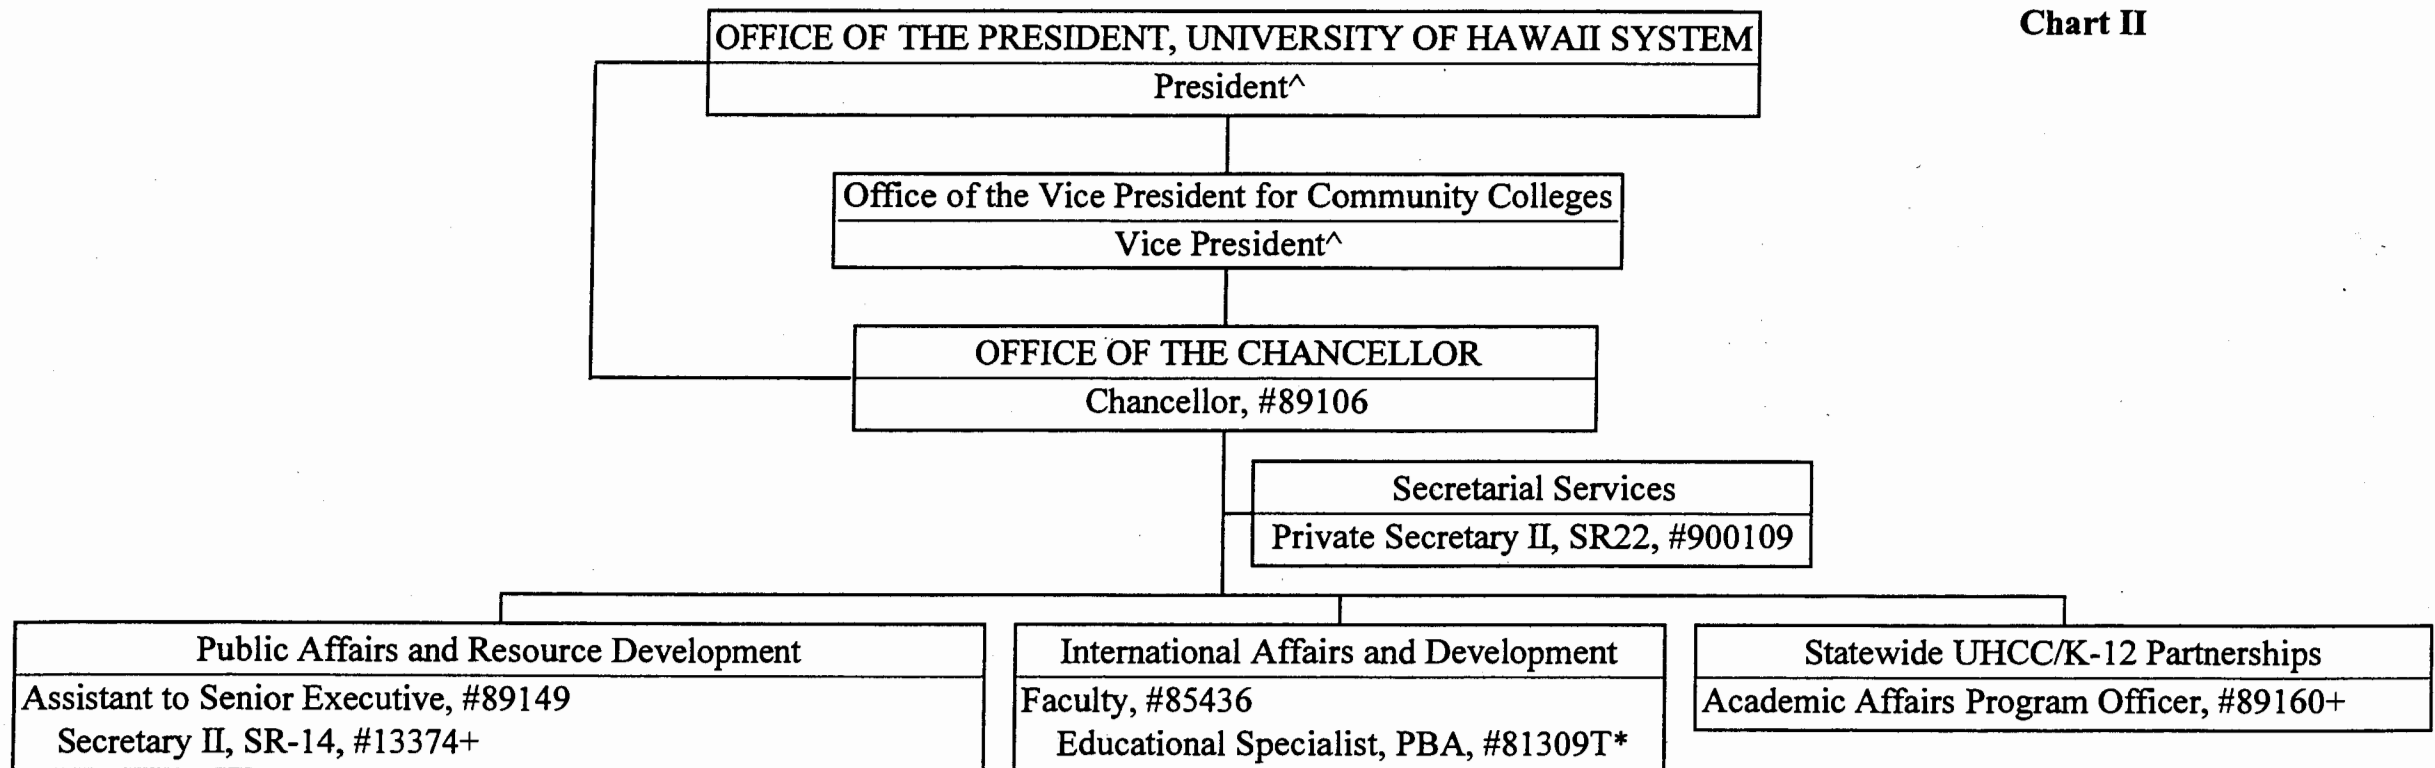 Chart II
OFFICE OF THE PRESIDENT, UNIVERSITY OF HAWAII SYSTEM
President^
Office of the Vice President for Community Colleges
Vice President^
OFFICE OF THE CHANCELLOR
Chancellor, #89106
Secretarial Services
Private Secretary II, SR22, #900109
Public Affairs and Resource Development
Assistant to Senior Executive, #89149
Secretary II, SR-14, #13374+
International Affairs and Development
Faculty, #85436
Educational Specialist, PBA, #81309T*
Statewide UHCC/K-12 Partnerships
Academic Affairs Program Officer, #89160+